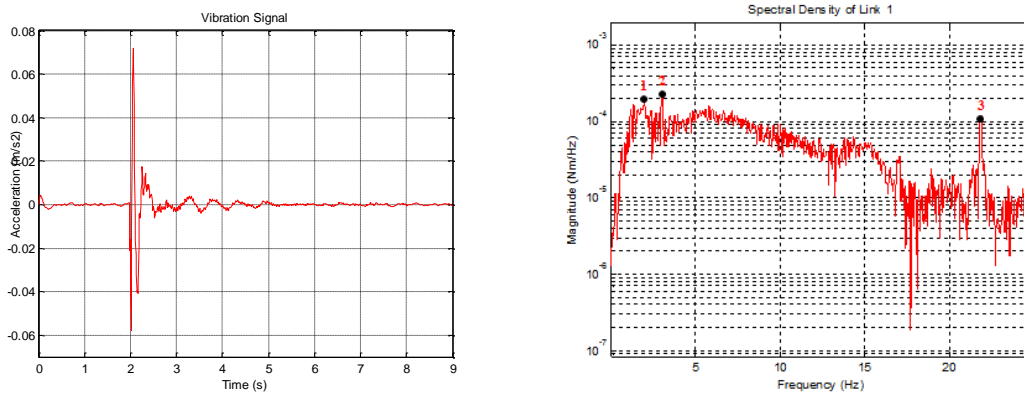 Vibration Signal
0.08
0.06
0.04
0.02
0
-0.02
-0.04
-0.06
Acceleration (m/s2)
0 1 2 3 4 5 6 7 8 9
Time (s)
Spectral Density of Link 1
10-3
10-4
10-5
10-6
10-7
Magnitude (Nm/Hz)
1 2 3
5 10 15 20
Frequency (Hz)